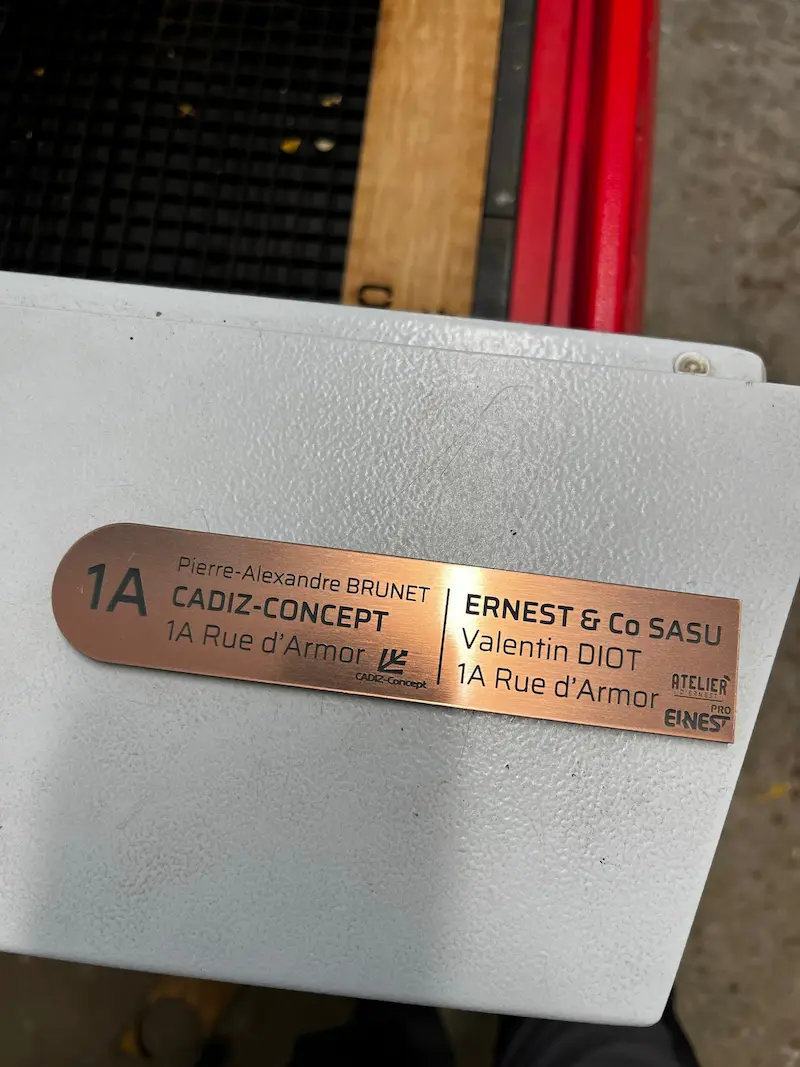 1A
Pierre-Alexandre BRUNET
CADIZ-CONCEPT
1A Rue d'Armor
CADIZ-Concept
ERNEST & Co SASU
Valentin DIOT
1A Rue d'Armor
ATELIER
D'ERNEST
PRO
ERNEST